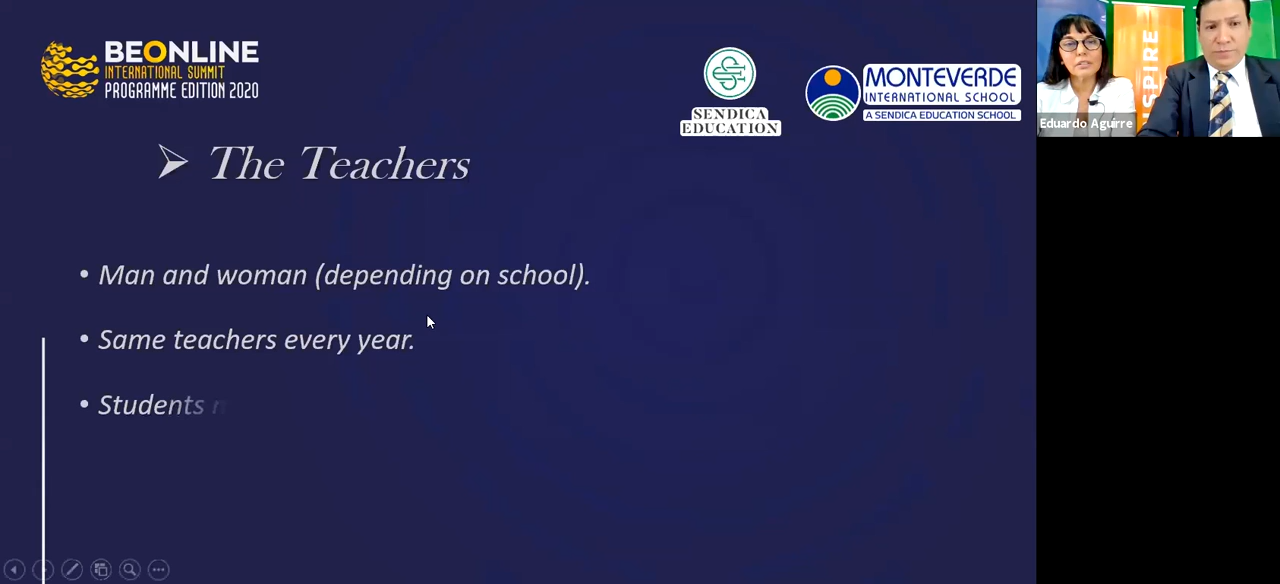 BEONLINE
INTERNATIONAL SUMMIT
PROGRAMME EDITION 2020
SENDICA
EDUCATION
MONTEVERDE
INTERNATIONAL SCHOOL
A SENDICA EDUCATION SCHOOL
➢ The Teachers
• Man and woman (depending on school).
• Same teachers every year.
• Students
Eduardo Aguirre